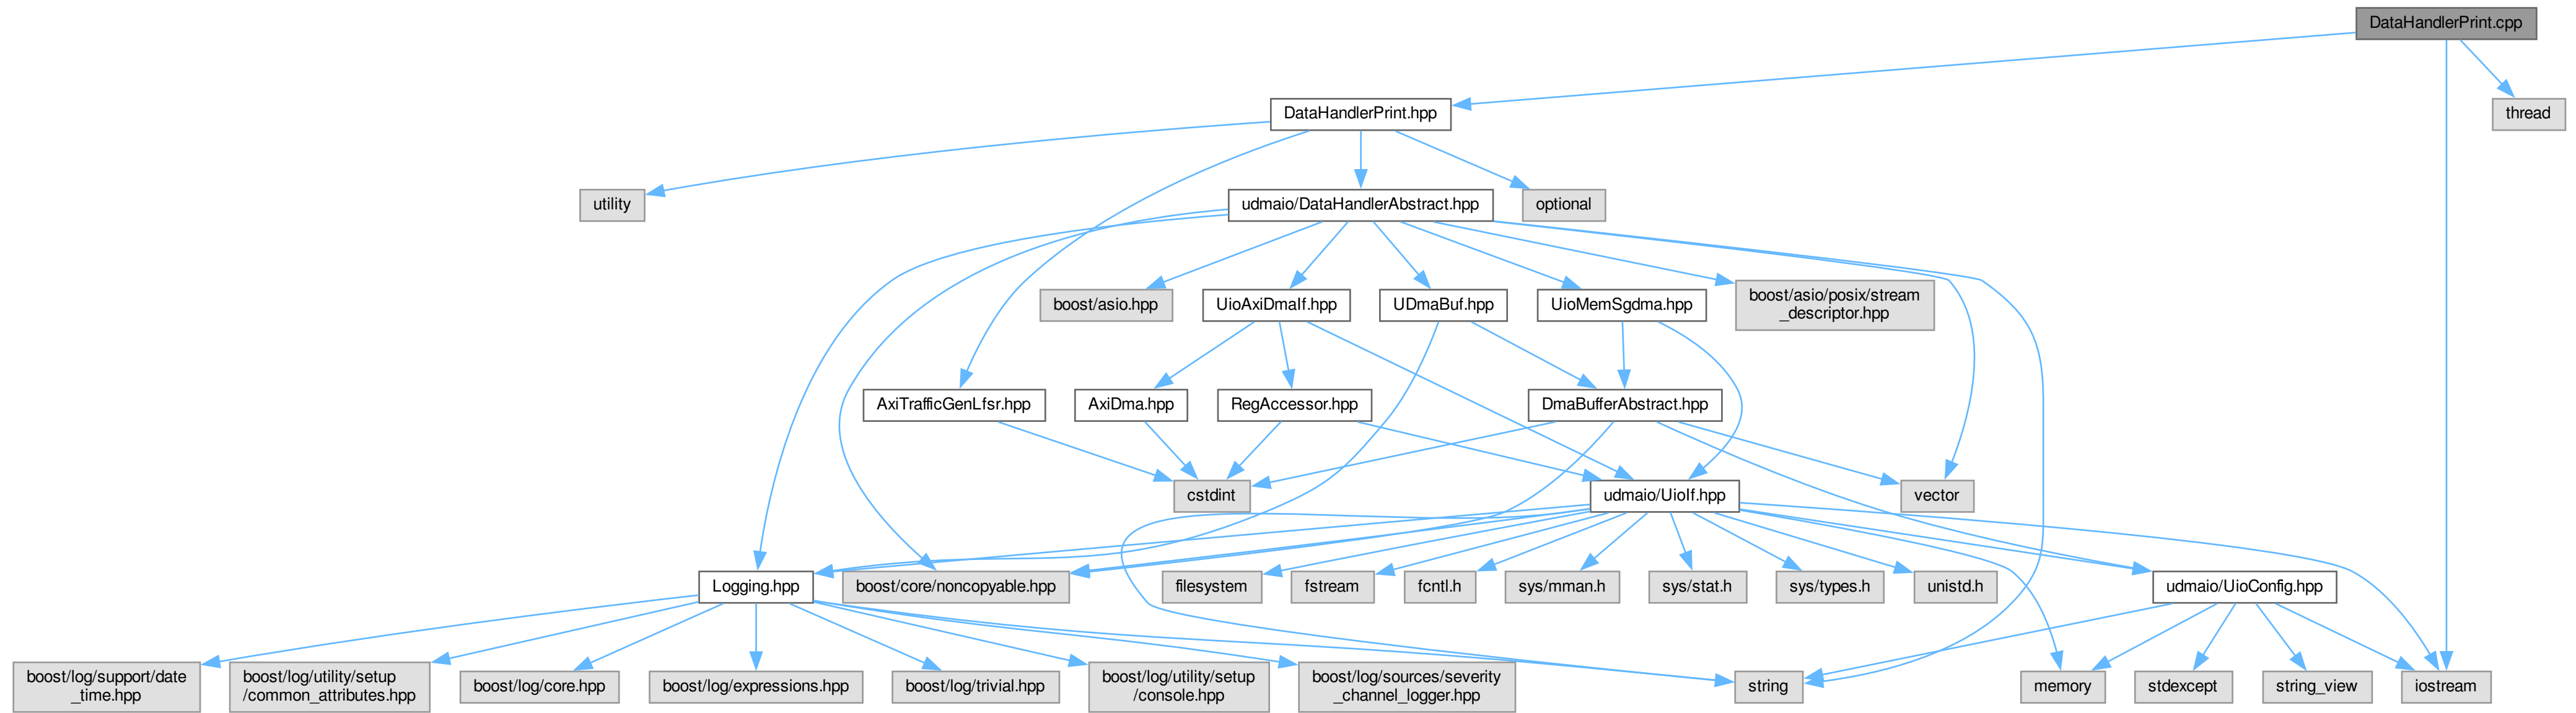 DataHandlerPrint.cpp
DataHandlerPrint.hpp
thread
utility
udmaio/DataHandlerAbstract.hpp
optional
boost/asio.hpp
UioAxiDmaIf.hpp
UDmaBuf.hpp
UioMemSgdma.hpp
boost/asio/posix/stream
_descriptor.hpp
AxiTrafficGenLfsr.hpp
AxiDma.hpp
RegAccessor.hpp
DmaBufferAbstract.hpp
cstdint
udmaio/UioIf.hpp
vector
Logging.hpp
boost/core/noncopyable.hpp
filesystem
fstream
fcntl.h
sys/mman.h
sys/stat.h
sys/types.h
unistd.h
udmaio/UioConfig.hpp
boost/log/support/date
_time.hpp
boost/log/utility/setup
/common_attributes.hpp
boost/log/core.hpp
boost/log/expressions.hpp
boost/log/trivial.hpp
boost/log/utility/setup
/console.hpp
boost/log/sources/severity
_channel_logger.hpp
string
memory
stdexcept
string_view
iostream